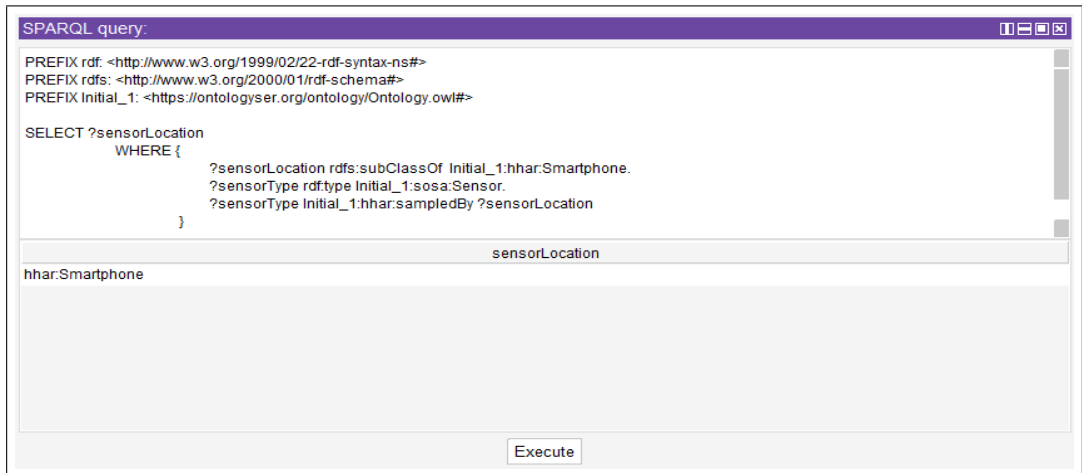 SPARQL query:
PREFIX rdf: <http://www.w3.org/1999/02/22-rdf-syntax-ns#>
PREFIX rdfs: <http://www.w3.org/2000/01/rdf-schema#>
PREFIX Initial_1: <https://ontologyser.org/ontology/Ontology.owl#>
SELECT ?sensorLocation
WHERE {
?sensorLocation rdfs:subClassOf Initial_1:hhar:Smartphone.
?sensorType rdf:type Initial_1:sosa:Sensor.
?sensorType Initial_1:hhar:sampledBy ?sensorLocation
}
sensorLocation
hhar:Smartphone
Execute